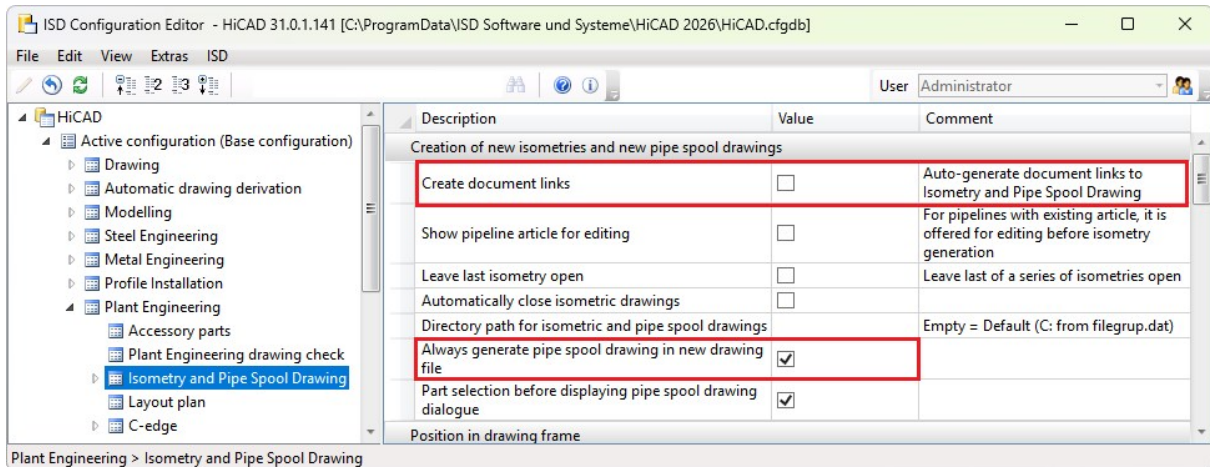 ISD Configuration Editor - HiCAD 31.0.1.141 [C:\ProgramData\ISD Software und Systeme\HiCAD 2026\HiCAD.cfgdb]
File Edit View Extras ISD
2 3 User Administrator
HiCAD
Active configuration (Base configuration)
Drawing
Automatic drawing derivation
Modelling
Steel Engineering
Metal Engineering
Profile Installation
Plant Engineering
Accessory parts
Plant Engineering drawing check
Isometry and Pipe Spool Drawing
Layout plan
C-edge
Description Value Comment
Creation of new isometries and new pipe spool drawings
Create document links
Auto-generate document links to
Isometry and Pipe Spool Drawing
Show pipeline article for editing
For pipelines with existing article, it is
offered for editing before isometry
generation
Leave last isometry open
Leave last of a series of isometries open
Automatically close isometric drawings
Directory path for isometric and pipe spool drawings
Empty = Default (C: from filegrup.dat)
Always generate pipe spool drawing in new drawing
file
Part selection before displaying pipe spool drawing
dialogue
Position in drawing frame
Plant Engineering > Isometry and Pipe Spool Drawing